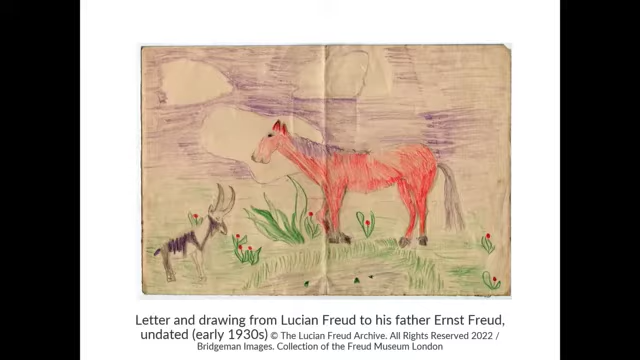 Letter and drawing from Lucian Freud to his father Ernst Freud,
undated (early 1930s) © The Lucian Freud Archive. All Rights Reserved 2022 /
Bridgeman Images. Collection of the Freud Museum London